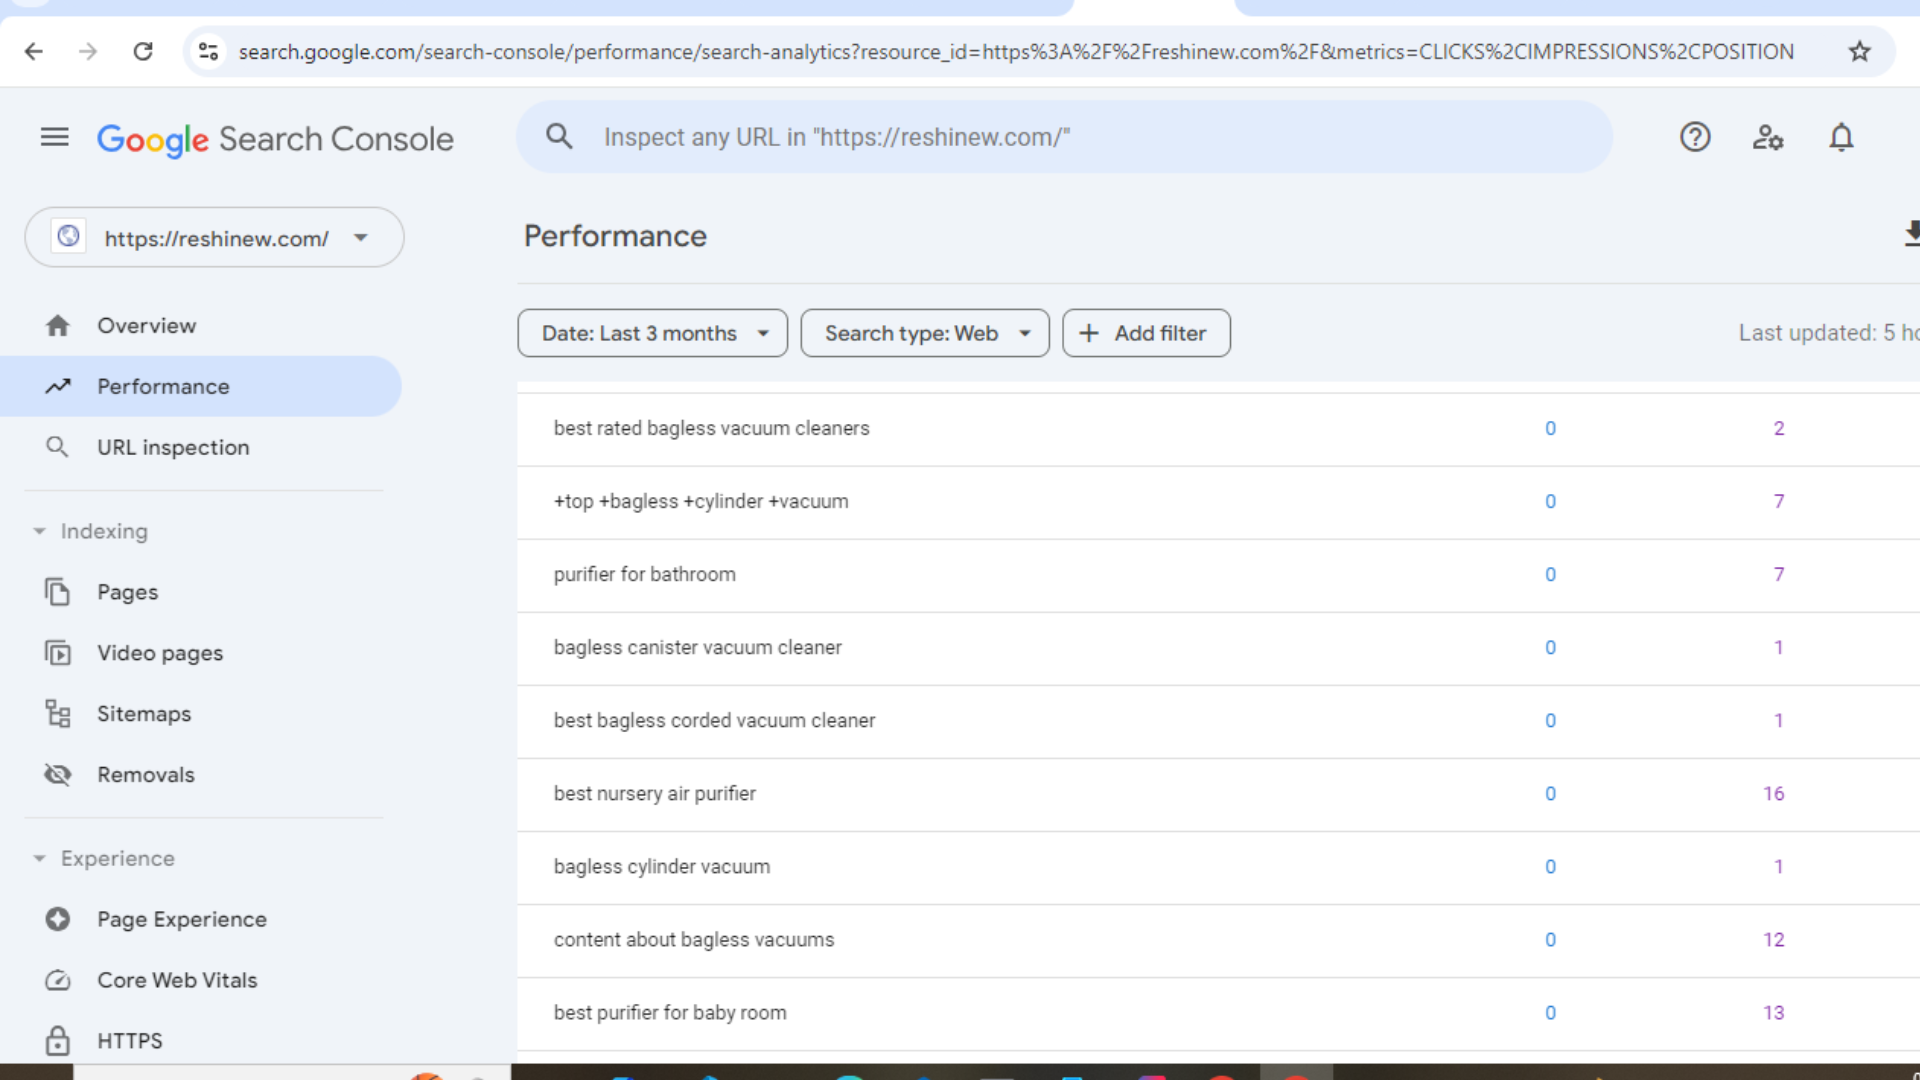 search.google.com/search-console/performance/search-analytics?resource_id=https%3A%2F%2Freshinew.com%2F&metrics=CLICKS%2CIMPRESSIONS%2CPOSITION
Google Search Console
Inspect any URL in "https://reshinew.com/"
https://reshinew.com/
Performance
Overview
Performance
URL inspection
Indexing
Pages
Video pages
Sitemaps
Removals
Experience
Page Experience
Core Web Vitals
HTTPS
Date: Last 3 months
Search type: Web
+ Add filter
Last updated: 5
best rated bagless vacuum cleaners 0 2
+top +bagless +cylinder +vacuum 0 7
purifier for bathroom 0 7
bagless canister vacuum cleaner 0 1
best bagless corded vacuum cleaner 0 1
best nursery air purifier 0 16
bagless cylinder vacuum 0 1
content about bagless vacuums 0 12
best purifier for baby room 0 13